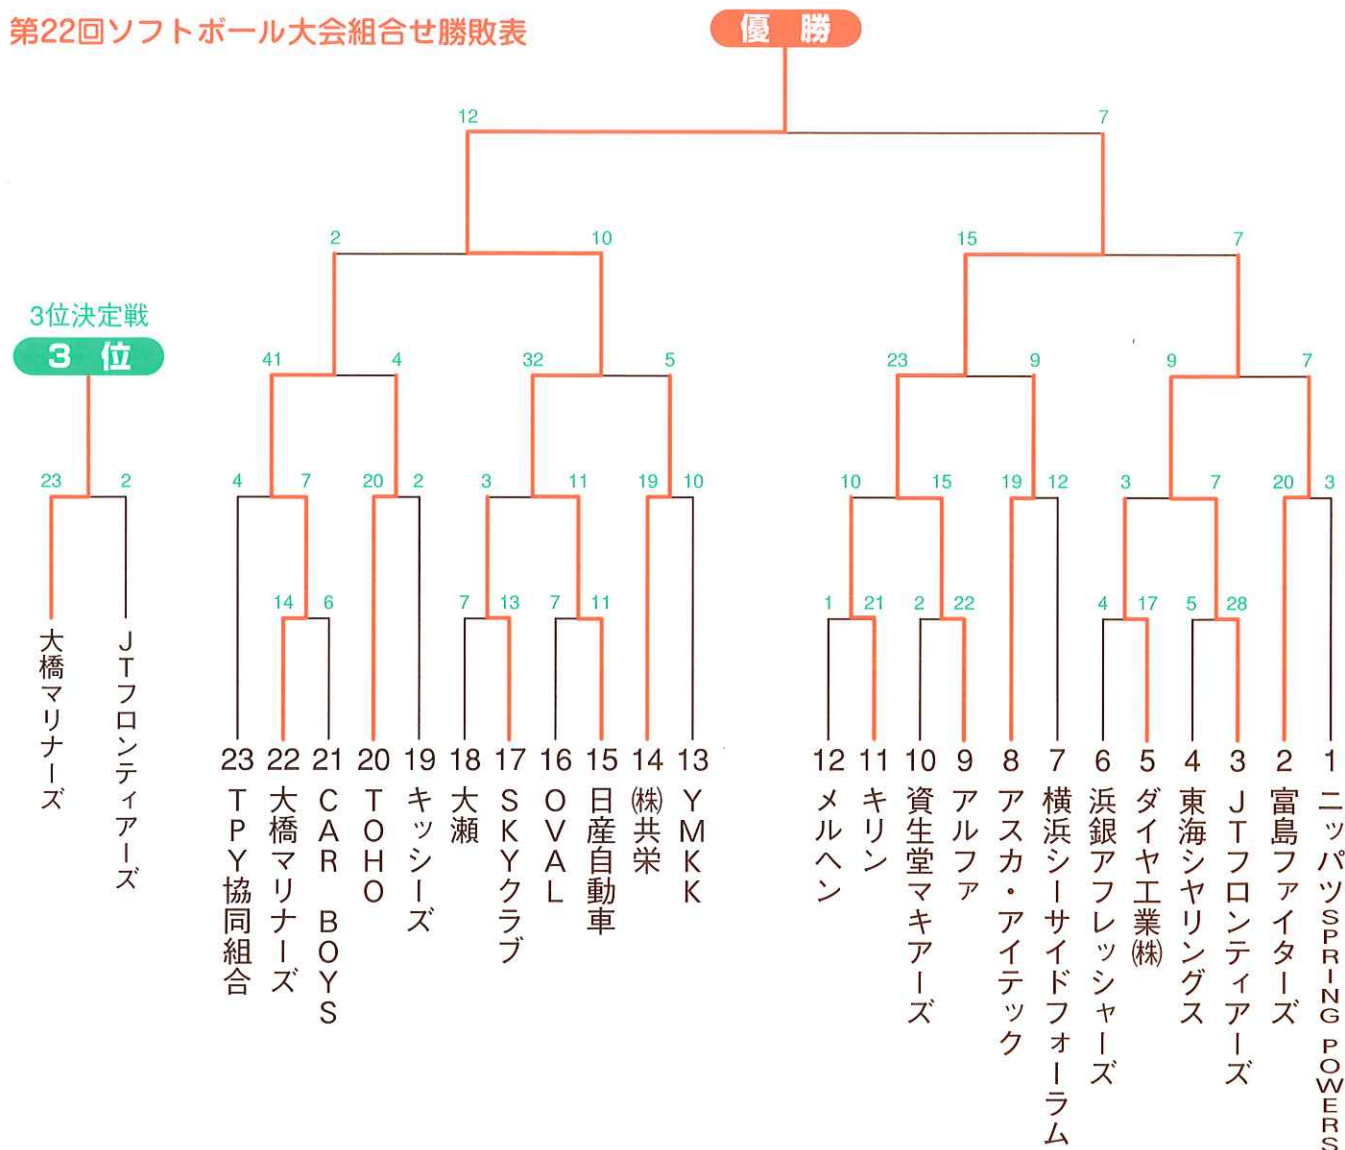 第22回ソフトボール大会組合せ勝敗表
優 勝
12
7
2
10
15
7
3位決定戦
3 位
41
4
32
5
23
9
9
7
23
2
4
7
20
2
3
11
19
10
10
15
19
12
3
7
20
3
14
6
7
13
7
11
1
21
2
22
4
17
5
28
大橋マリナーズ
JTフロンティアーズ
23 TPY協同組合
22 大橋マリナーズ
21 CAR BOYS
20 TOHO
19 キッシーズ
18 大瀬
17 SKYクラブ
16 OVAL
15 日産自動車
14 ㈱共栄
13 YMKK
12 メルヘン
11 キリン
10 資生堂マキアーズ
9 アルファ
8 アスカ・アイテック
7 横浜シーサイドフォーラム
6 浜銀アフレッシャーズ
5 ダイヤ工業㈱
4 東海シヤリングス
3 JTフロンティアーズ
2 富島ファイターズ
1 ニッパツSPRING POWERS